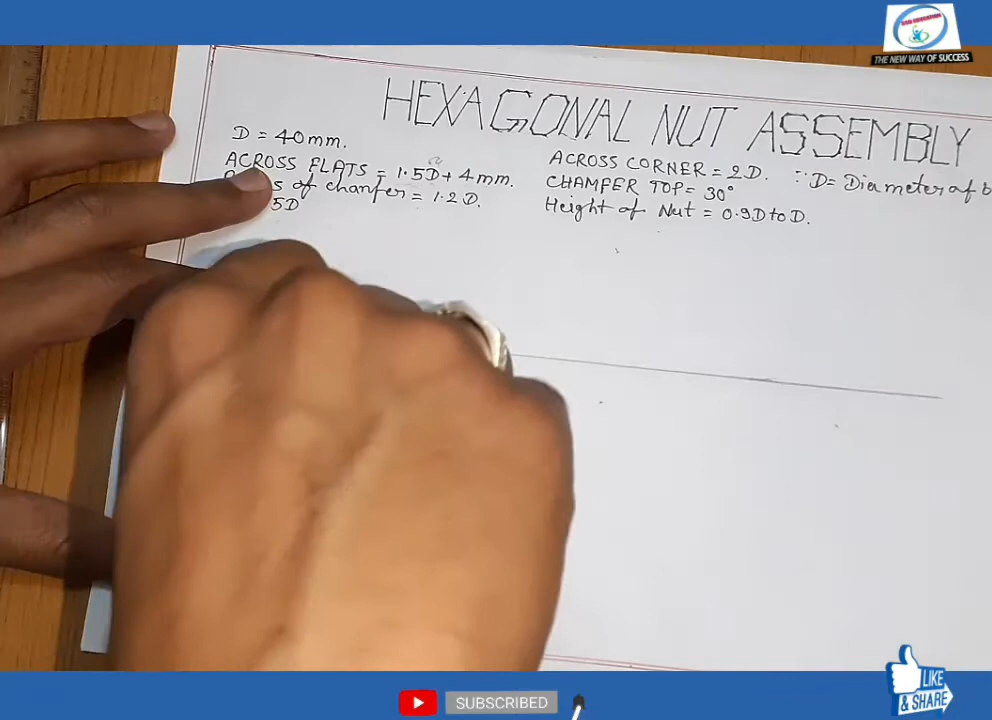 THE NEW WAY OF SUCCESS
HEXAGONAL NUT ASSEMBLY
D = 40mm.
ACROSS FLATS = 1.5D + 4mm.
of chamfer = 1.2D.
5D
ACROSS CORNER = 2D.
CHAMFER TOP = 30°
Height of Nut = 0.9D to D.
∵ D = Diameter of b
SUBSCRIBED
LIKE
& SHARE